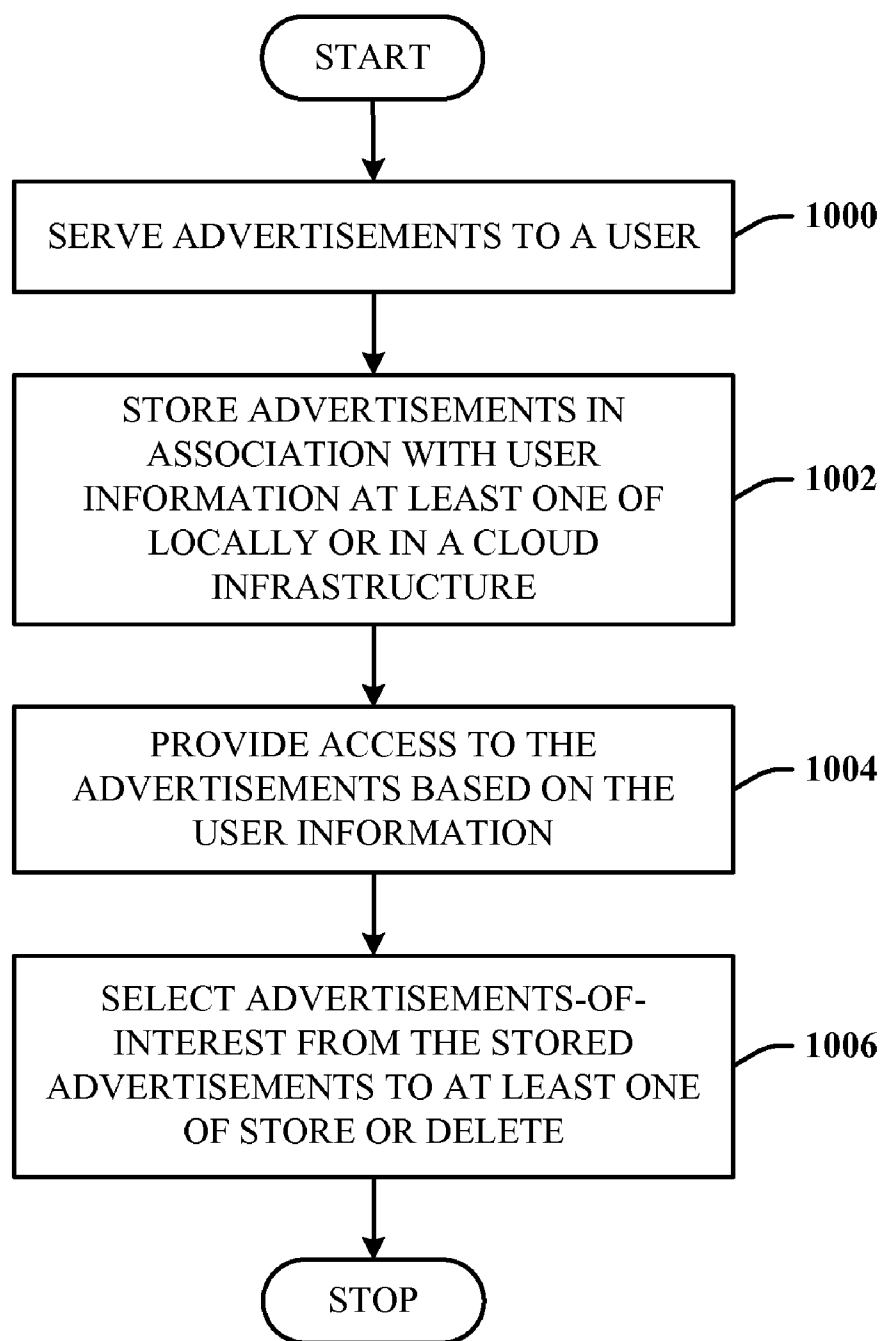 START
SERVE ADVERTISEMENTS TO A USER
1000
STORE ADVERTISEMENTS IN
ASSOCIATION WITH USER
INFORMATION AT LEAST ONE OF
LOCALLY OR IN A CLOUD
INFRASTRUCTURE
1002
PROVIDE ACCESS TO THE
ADVERTISEMENTS BASED ON THE
USER INFORMATION
1004
SELECT ADVERTISEMENTS-OF-
INTEREST FROM THE STORED
ADVERTISEMENTS TO AT LEAST ONE
OF STORE OR DELETE
1006
STOP